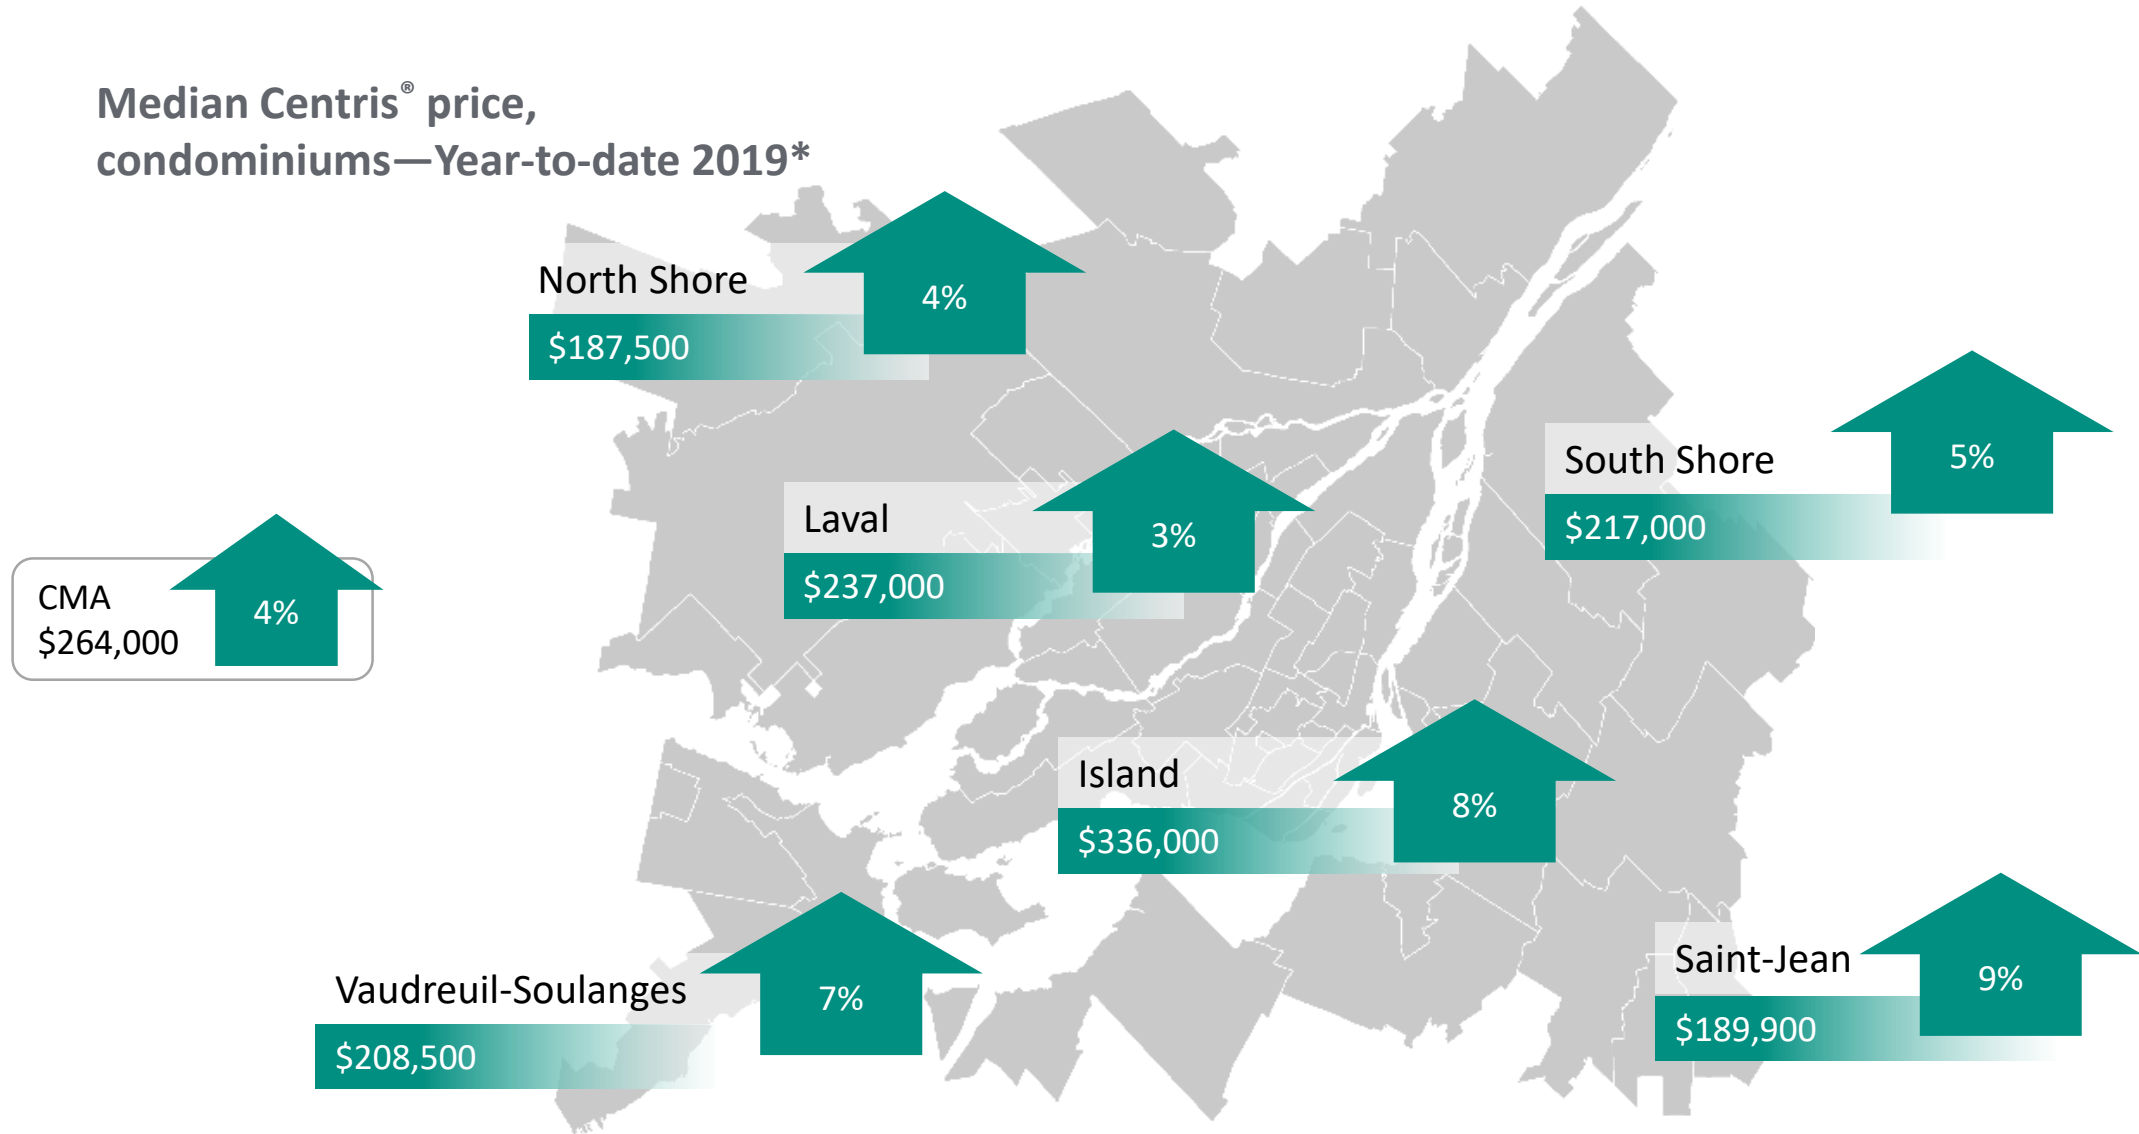 Median Centris® price,
condominiums—Year-to-date 2019*
North Shore
4%
$187,500
South Shore
5%
$217,000
Laval
3%
$237,000
CMA
4%
$264,000
Island
8%
$336,000
Saint-Jean
9%
$189,900
Vaudreuil-Soulanges
7%
$208,500